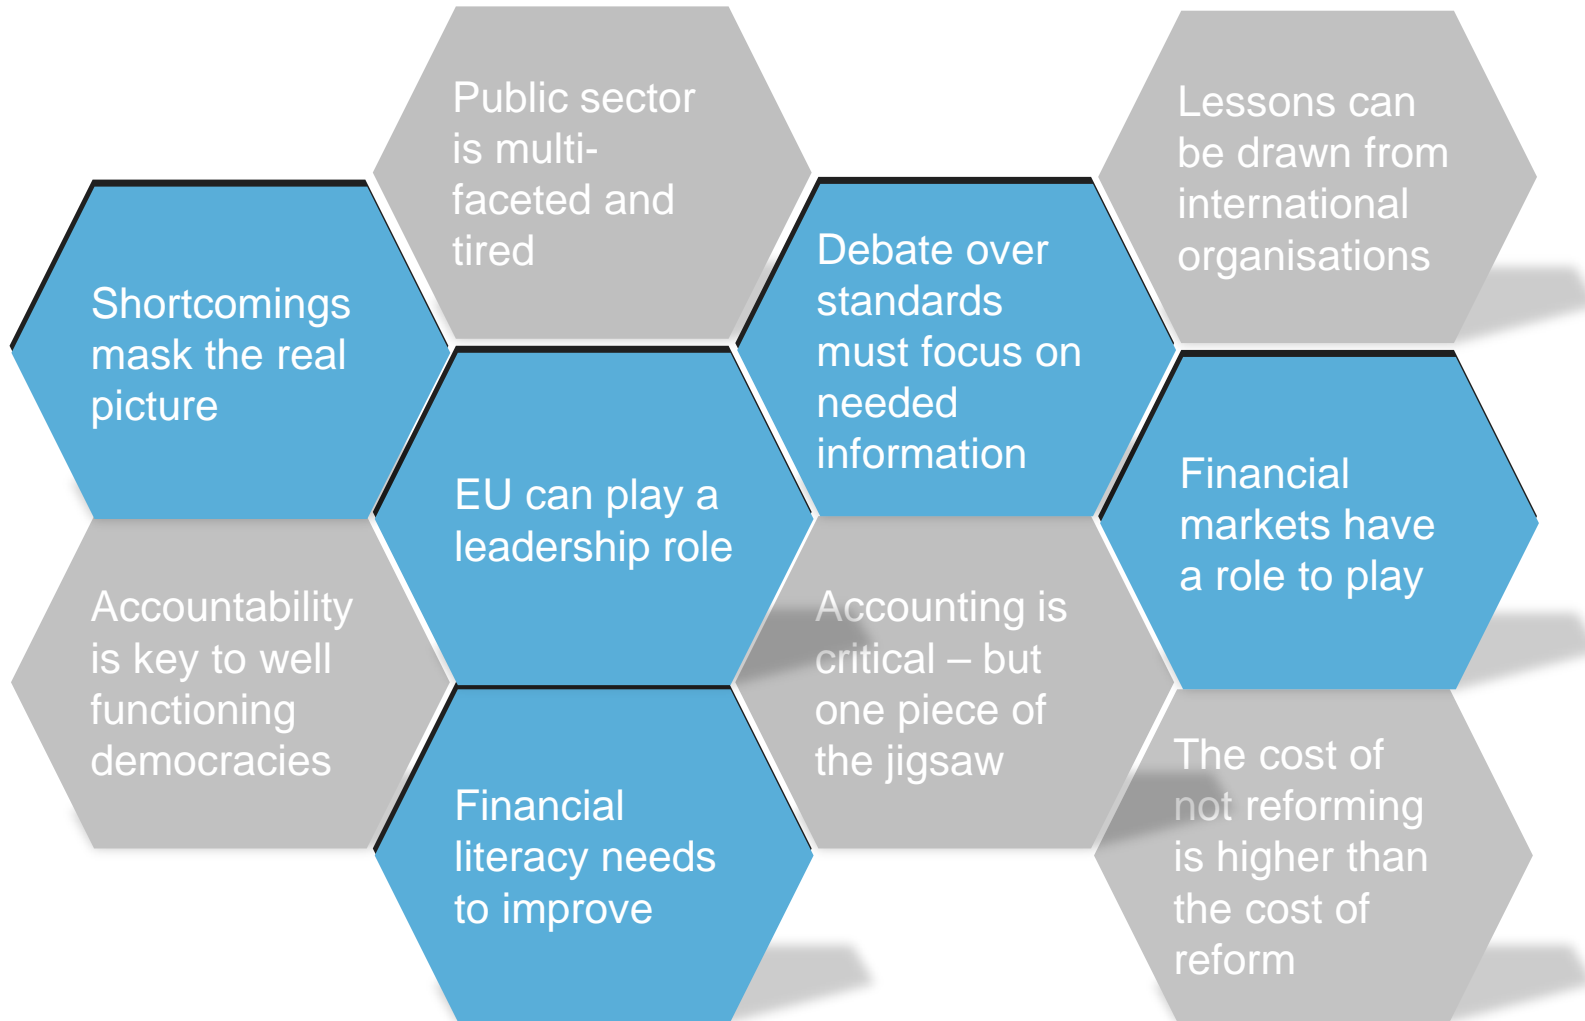 Public sector
is multi-
faceted and
tired
Lessons can
be drawn from
international
organisations
Shortcomings
mask the real
picture
Debate over
standards
must focus on
needed
information
EU can play a
leadership role
Financial
markets have
a role to play
Accountability
is key to well
functioning
democracies
Accounting is
critical – but
one piece of
the jigsaw
Financial
literacy needs
to improve
The cost of
not reforming
is higher than
the cost of
reform